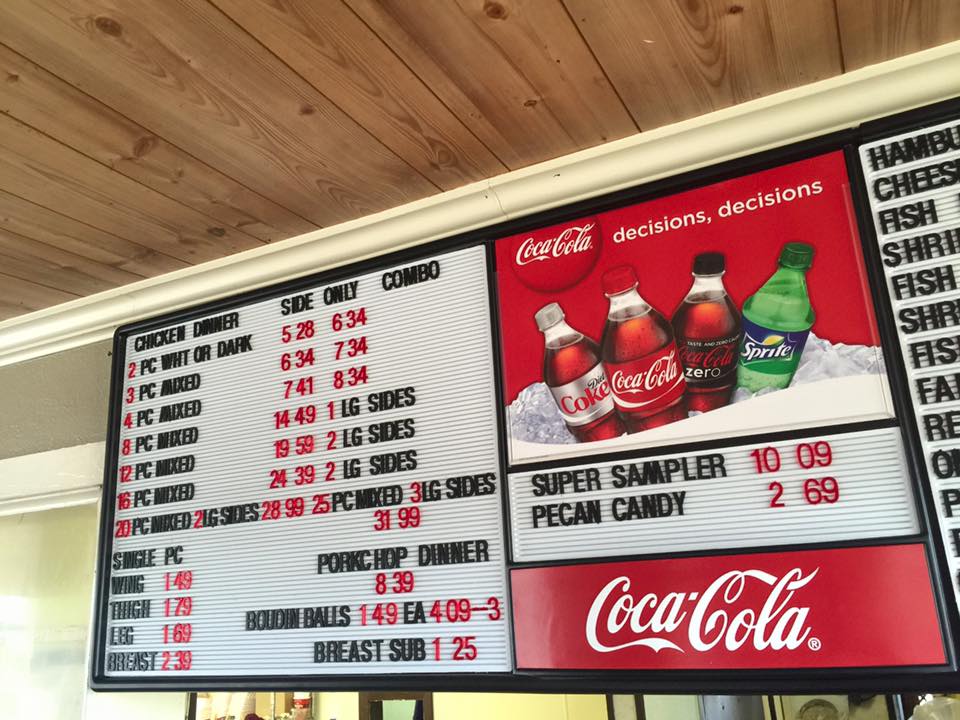 CHICKEN DINNER SIDE ONLY COMBO
2 PC WHT OR DARK 5 28 6 34
3 PC MIXED 6 34 7 34
4 PC MIXED 7 41 8 34
8 PC MIXED 14 49 1 LG SIDES
12 PC MIXED 19 59 2 LG SIDES
16 PC MIXED 24 39 2 LG SIDES
20 PC MIXED 2 LG SIDES 28 99 25 PC MIXED 3 LG SIDES
31 99
SINGLE PC
WING 1 49
THIGH 1 79
LEG 1 69
BREAST 2 39
PORKCHOP DINNER
8 39
BOUDIN BALLS 1 49 EA 4 09-3
BREAST SUB 1 25
Coca-Cola decisions, decisions
Diet Coke
Coca-Cola
TASTE AND ZERO
Coca-Cola zero
Sprite
SUPER SAMPLER 10 09
PECAN CANDY 2 69
Coca-Cola®
HAMBU
CHEES
FISH
SHRI
FISH
SHR
FIS
FA
RE